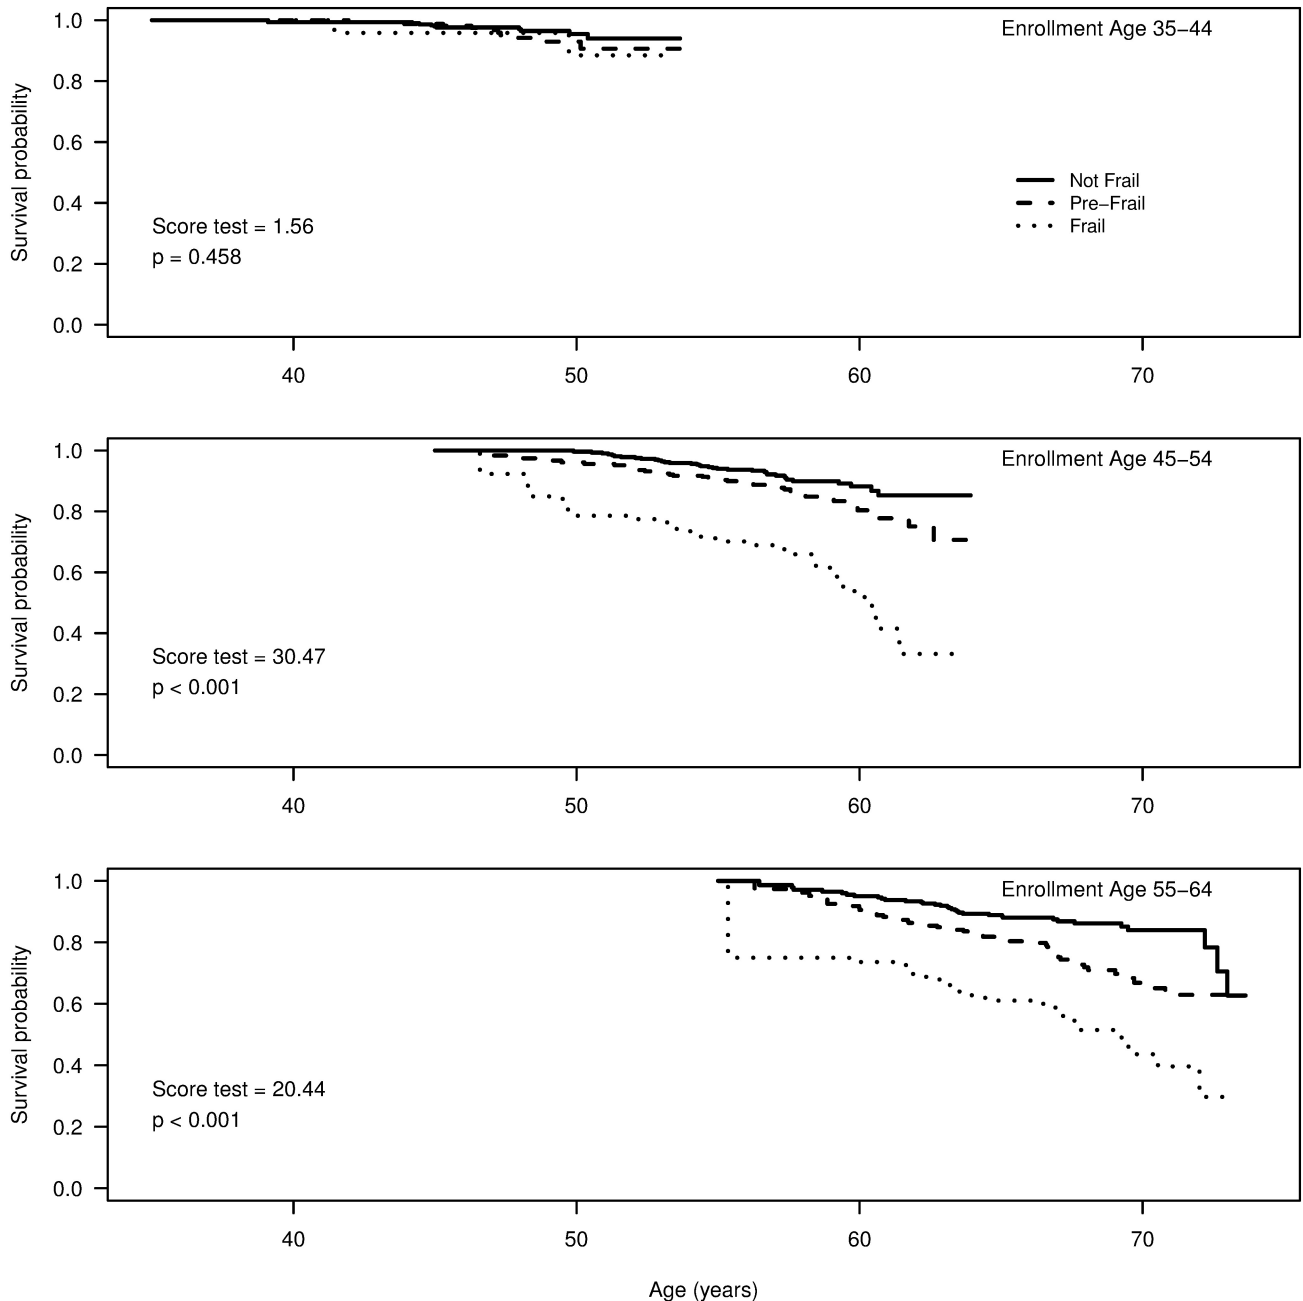 Enrollment Age 35−44
Survival probability
1.0
0.8
0.6
0.4
0.2
0.0
Not Frail
Pre−Frail
Frail
Score test = 1.56
p = 0.458
40 50 60 70
Enrollment Age 45−54
Survival probability
1.0
0.8
0.6
0.4
0.2
0.0
Score test = 30.47
p < 0.001
40 50 60 70
Enrollment Age 55−64
Survival probability
1.0
0.8
0.6
0.4
0.2
0.0
Score test = 20.44
p < 0.001
40 50 60 70
Age (years)